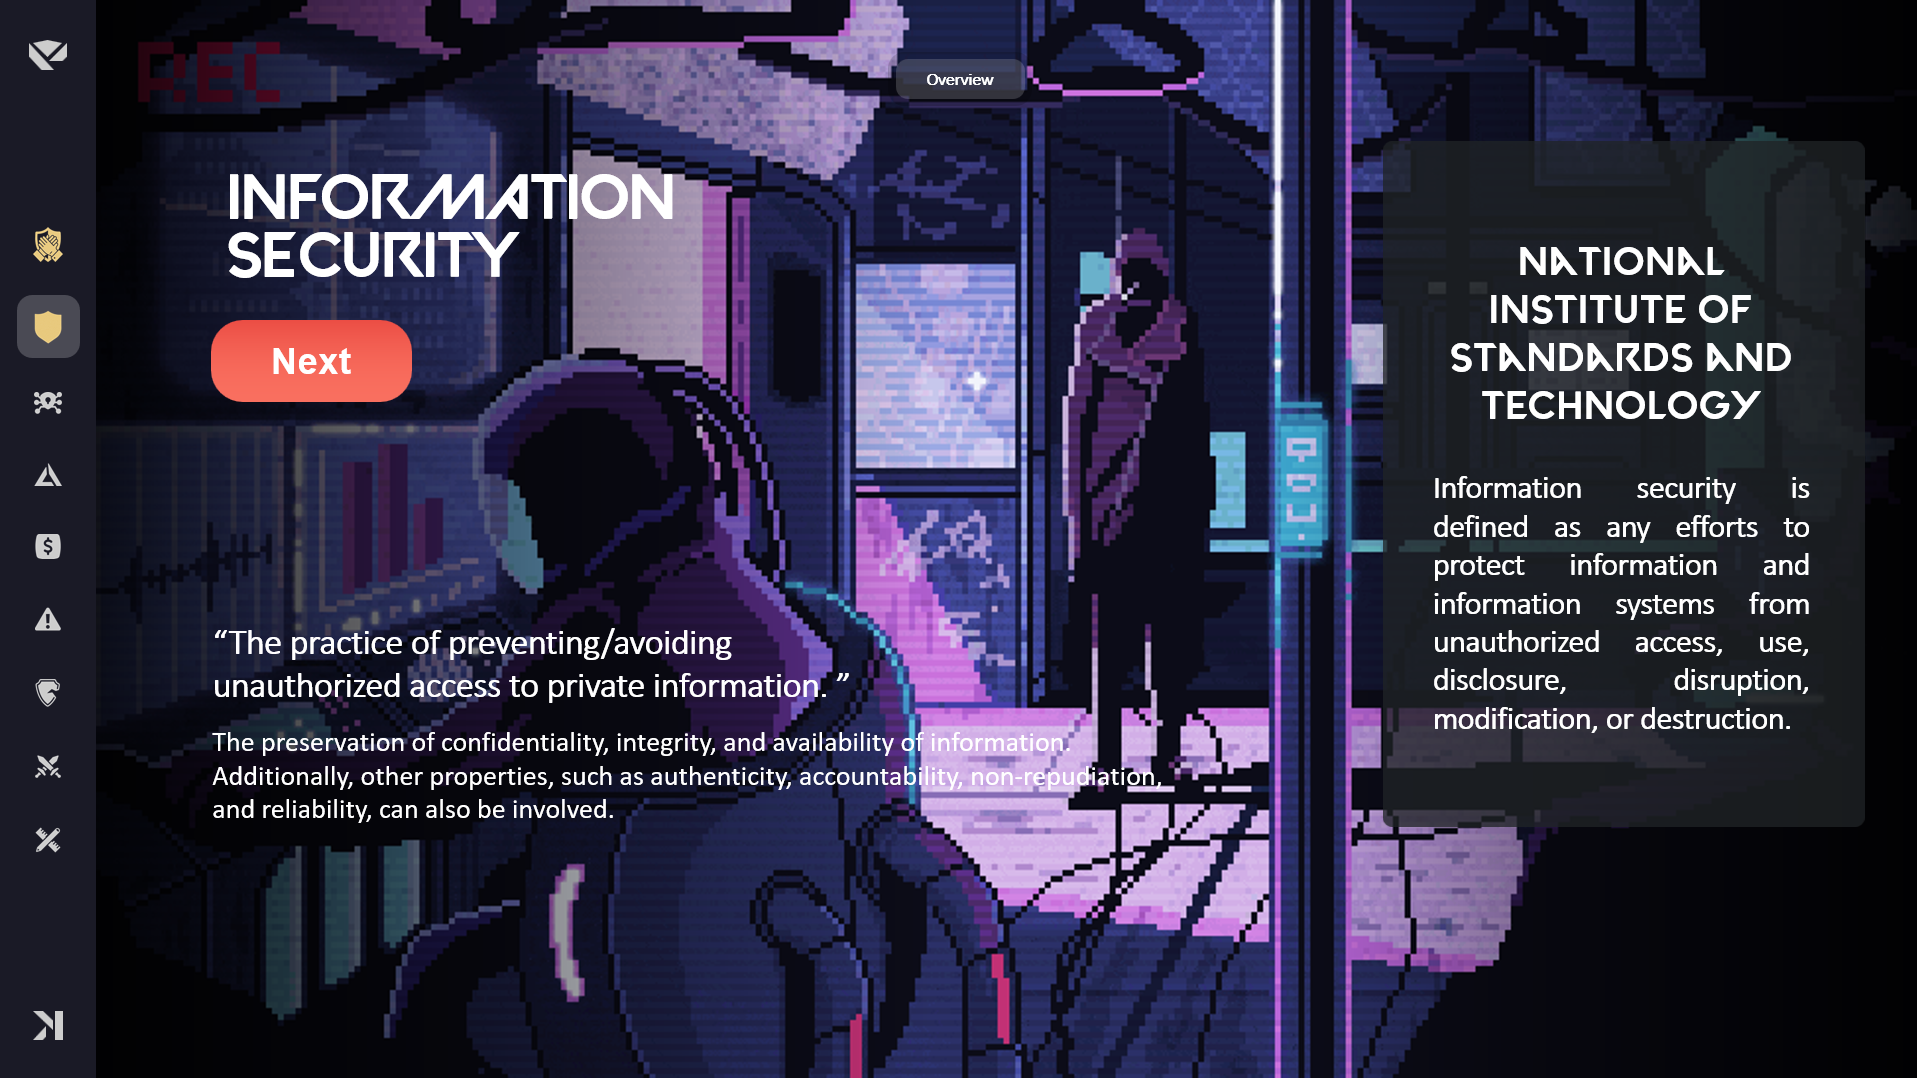 REC
Overview
INFORMATION
SECURITY
Next
“The practice of preventing/avoiding
unauthorized access to private information. ”
The preservation of confidentiality, integrity, and availability of information.
Additionally, other properties, such as authenticity, accountability, non-repudiation,
and reliability, can also be involved.
NATIONAL
INSTITUTE OF
STANDARDS AND
TECHNOLOGY
Information security is
defined as any efforts to
protect information and
information systems from
unauthorized access, use,
disclosure, disruption,
modification, or destruction.